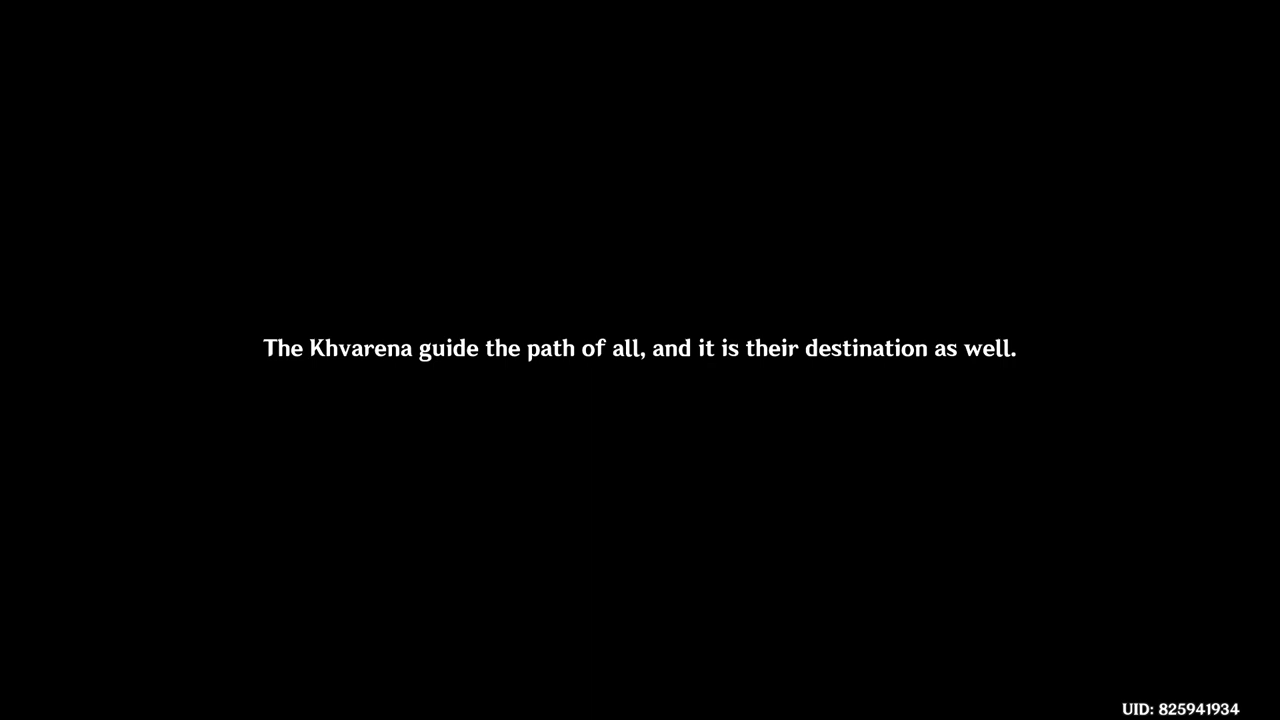 The Khvarena guide the path of all, and it is their destination as well.
UID: 825941934